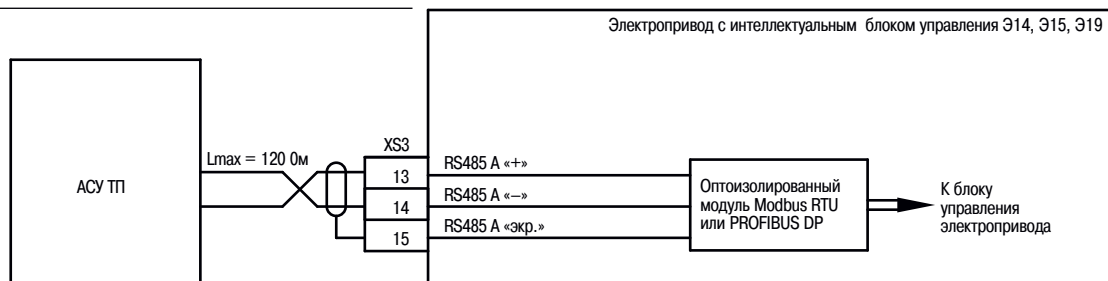 Электропривод с интеллектуальным блоком управления Э14, Э15, Э19
АСУ ТП
Lmax = 120 Ом
XS3
13
14
15
RS485 А «+»
RS485 А «–»
RS485 А «экр.»
Оптоизолированный
модуль Modbus RTU
или PROFIBUS DP
К блоку
управления
электропривода